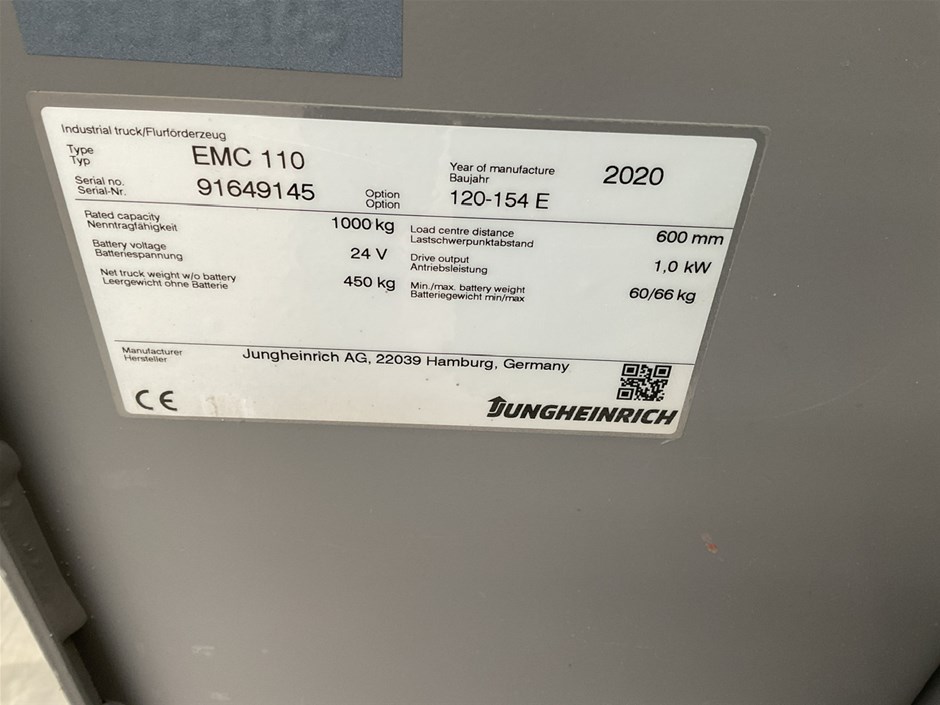 Industrial truck/Flurförderzeug
Type
Typ
EMC 110
Year of manufacture
Baujahr
2020
Serial no.
Serial-Nr.
91649145
Option
Option
120-154 E
Rated capacity
Nenntragfähigkeit
1000 kg
Load centre distance
Lastschwerpunktabstand
600 mm
Battery voltage
Batteriespannung
24 V
Drive output
Antriebsleistung
1,0 kW
Net truck weight w/o battery
Leergewicht ohne Batterie
450 kg
Min./max. battery weight
Batteriegewicht min/max
60/66 kg
Manufacturer
Hersteller
Jungheinrich AG, 22039 Hamburg, Germany
CE
JUNGHEINRICH